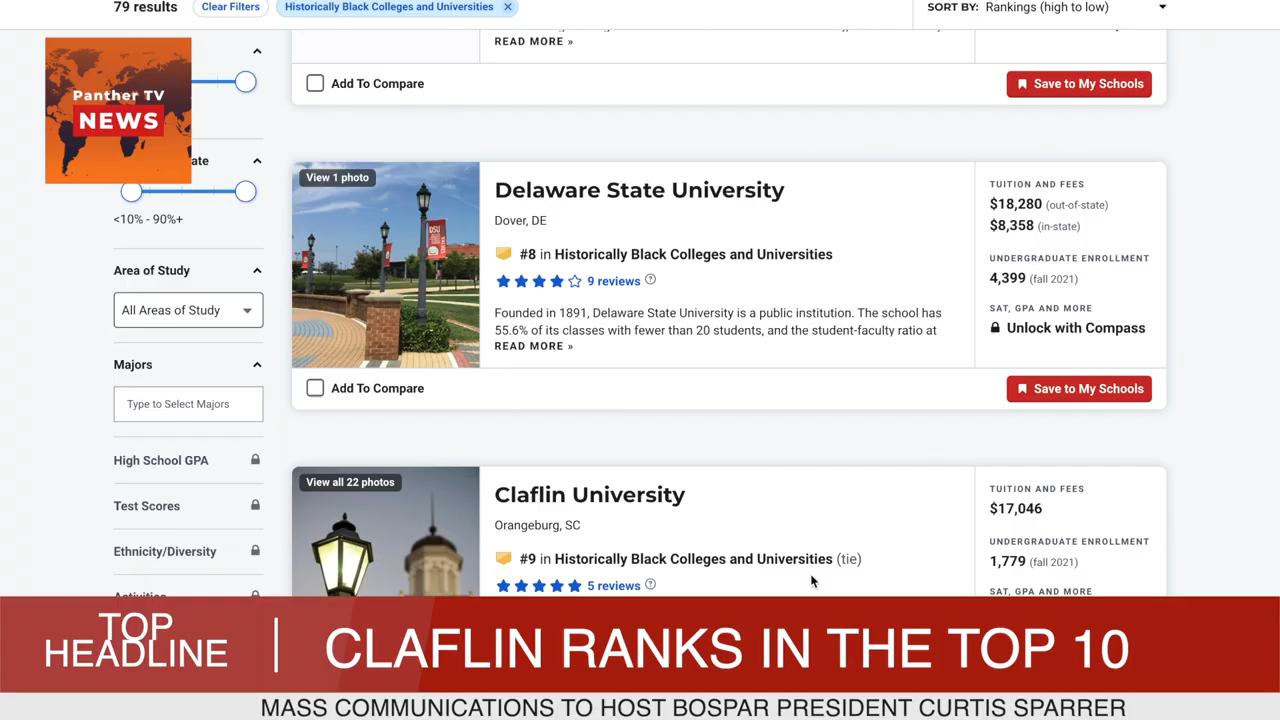 79 results
Clear Filters
Historically Black Colleges and Universities ×
SORT BY: Rankings (high to low)
READ MORE »
Add To Compare
Save to My Schools
Panther TV
NEWS
ate
<10% - 90%+
Area of Study
All Areas of Study
Majors
Type to Select Majors
High School GPA
Test Scores
Ethnicity/Diversity
View 1 photo
DSU
Delaware State University
Dover, DE
#8 in Historically Black Colleges and Universities
9 reviews
Founded in 1891, Delaware State University is a public institution. The school has
55.6% of its classes with fewer than 20 students, and the student-faculty ratio at
READ MORE »
TUITION AND FEES
$18,280 (out-of-state)
$8,358 (in-state)
UNDERGRADUATE ENROLLMENT
4,399 (fall 2021)
SAT, GPA AND MORE
Unlock with Compass
Add To Compare
Save to My Schools
View all 22 photos
Claflin University
Orangeburg, SC
#9 in Historically Black Colleges and Universities (tie)
5 reviews
TUITION AND FEES
$17,046
UNDERGRADUATE ENROLLMENT
1,779 (fall 2021)
SAT, GPA AND MORE
TOP
HEADLINE
CLAFLIN RANKS IN THE TOP 10
MASS COMMUNICATIONS TO HOST BOSPAR PRESIDENT CURTIS SPARRER